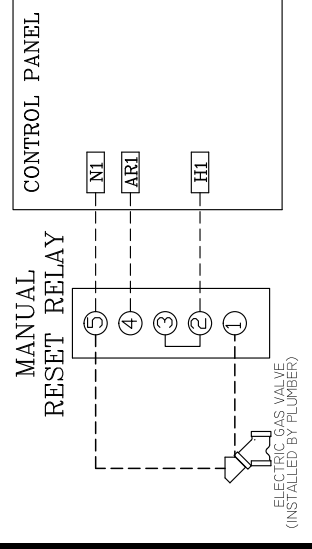 CONTROL PANEL
N1
AR1
H1
MANUAL
RESET RELAY
5
4
3
2
1
ELECTRIC GAS VALVE
(INSTALLED BY PLUMBER)